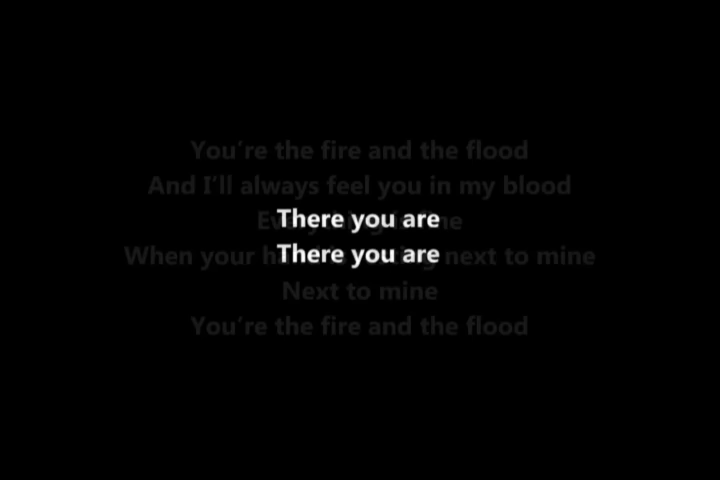 You're the fire and the flood
And I'll always feel you in my blood
There you are
There you are
next to mine
When your
Next to mine
You're the fire and the flood